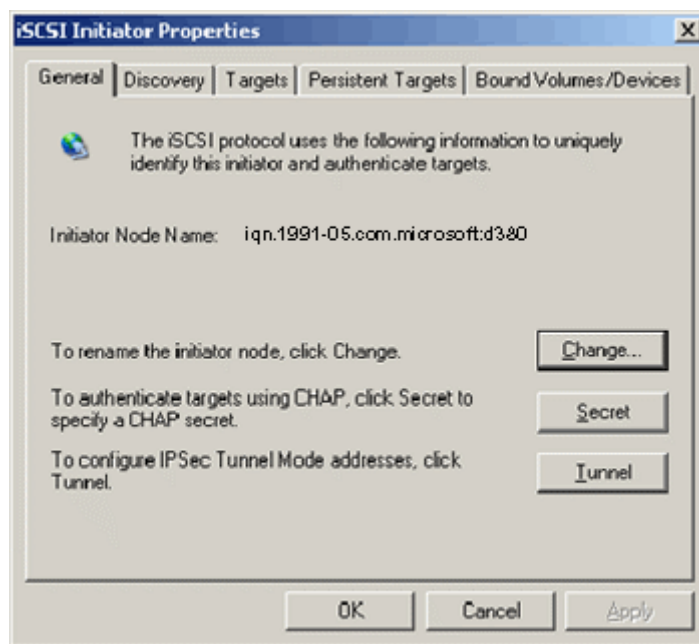 iSCSI Initiator Properties
General Discovery Targets Persistent Targets Bound Volumes/Devices
The iSCSI protocol uses the following information to uniquely
identify this initiator and authenticate targets.
Initiator Node Name: iqn.1991-05.com.microsoft:d380
To rename the initiator node, click Change.
Change...
To authenticate targets using CHAP, click Secret to
specify a CHAP secret.
Secret
To configure IPSec Tunnel Mode addresses, click
Tunnel.
Tunnel
OK Cancel Apply